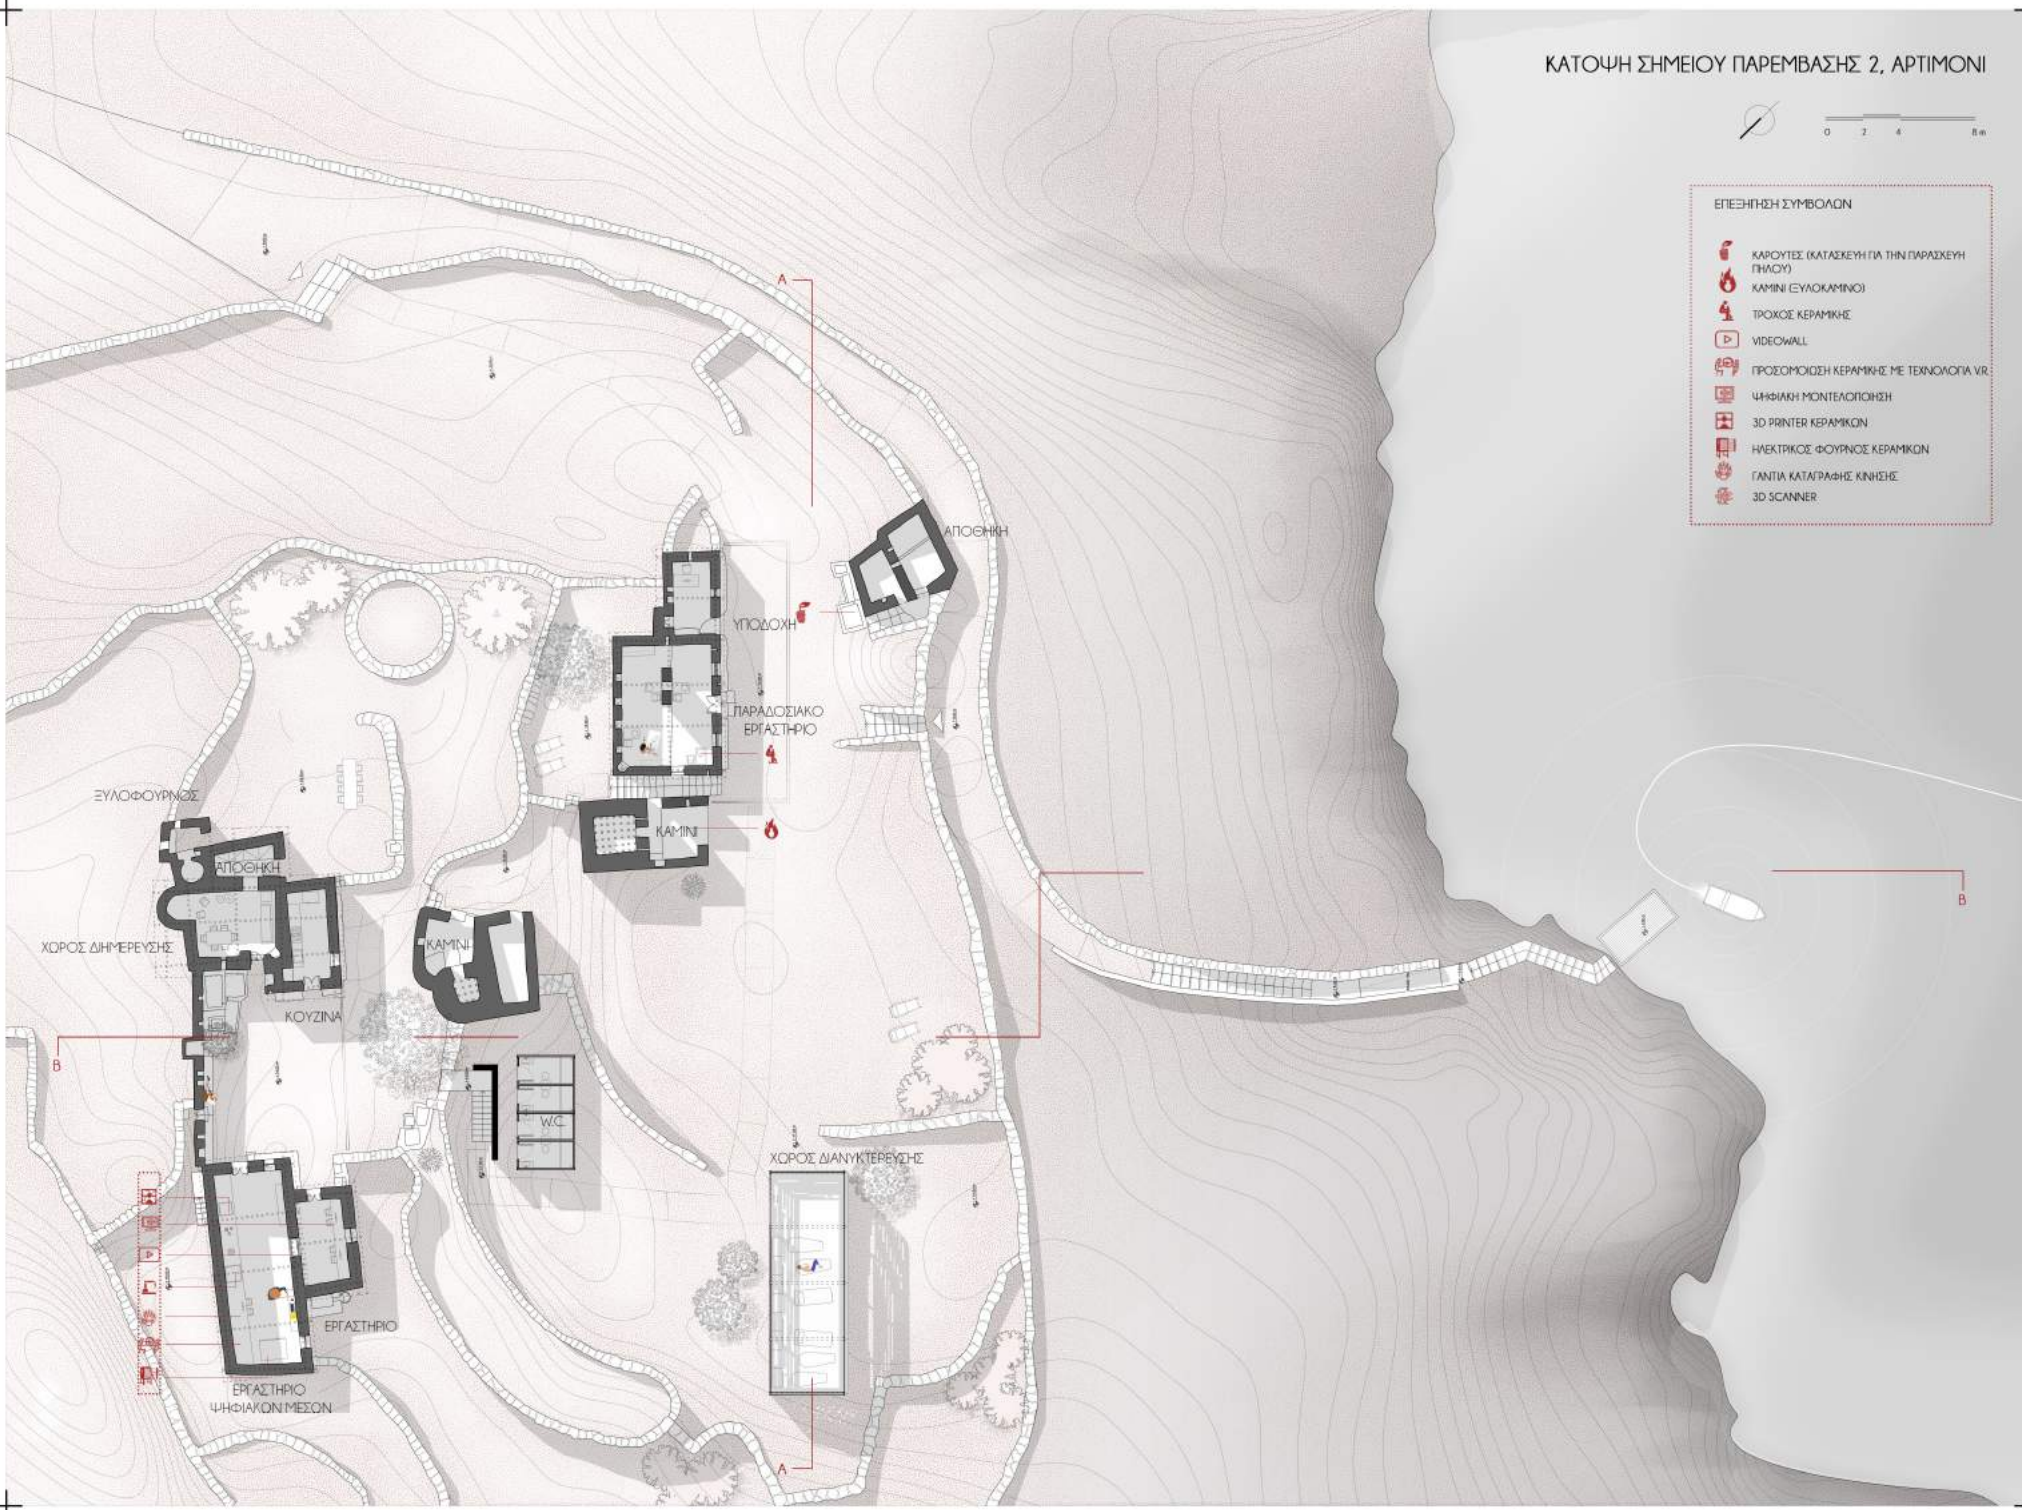 ΚΑΤΟΨΗ ΣΗΜΕΙΟΥ ΠΑΡΕΜΒΑΣΗΣ 2, ΑΡΤΙΜΟΝΙ
0 2 4 8 m
ΕΠΕΞΗΓΗΣΗ ΣΥΜΒΟΛΩΝ
ΚΑΡΟΥΤΕΣ (ΚΑΤΑΣΚΕΥΗ ΓΙΑ ΤΗΝ ΠΑΡΑΣΚΕΥΗ
ΠΗΛΟΥ)
ΚΑΜΙΝΙ (ΞΥΛΟΚΑΜΙΝΟ)
ΤΡΟΧΟΣ ΚΕΡΑΜΙΚΗΣ
VIDEOWALL
ΠΡΟΣΟΜΟΙΩΣΗ ΚΕΡΑΜΙΚΗΣ ΜΕ ΤΕΧΝΟΛΟΓΙΑ V.R.
ΨΗΦΙΑΚΗ ΜΟΝΤΕΛΟΠΟΙΗΣΗ
3D PRINTER ΚΕΡΑΜΙΚΩΝ
ΗΛΕΚΤΡΙΚΟΣ ΦΟΥΡΝΟΣ ΚΕΡΑΜΙΚΩΝ
ΓΑΝΤΙΑ ΚΑΤΑΓΡΑΦΗΣ ΚΙΝΗΣΗΣ
3D SCANNER
A
ΑΠΟΘΗΚΗ
ΥΠΟΔΟΧΗ
ΠΑΡΑΔΟΣΙΑΚΟ
ΕΡΓΑΣΤΗΡΙΟ
ΞΥΛΟΦΟΥΡΝΟΣ
ΚΑΜΙΝΙ
ΑΠΟΘΗΚΗ
B
ΧΩΡΟΣ ΔΙΗΜΕΡΕΥΣΗΣ
ΚΑΜΙΝΙ
ΚΟΥΖΙΝΑ
B
W.C.
ΧΩΡΟΣ ΔΙΑΝΥΚΤΕΡΕΥΣΗΣ
ΕΡΓΑΣΤΗΡΙΟ
ΕΡΓΑΣΤΗΡΙΟ
ΨΗΦΙΑΚΩΝ ΜΕΣΩΝ
A